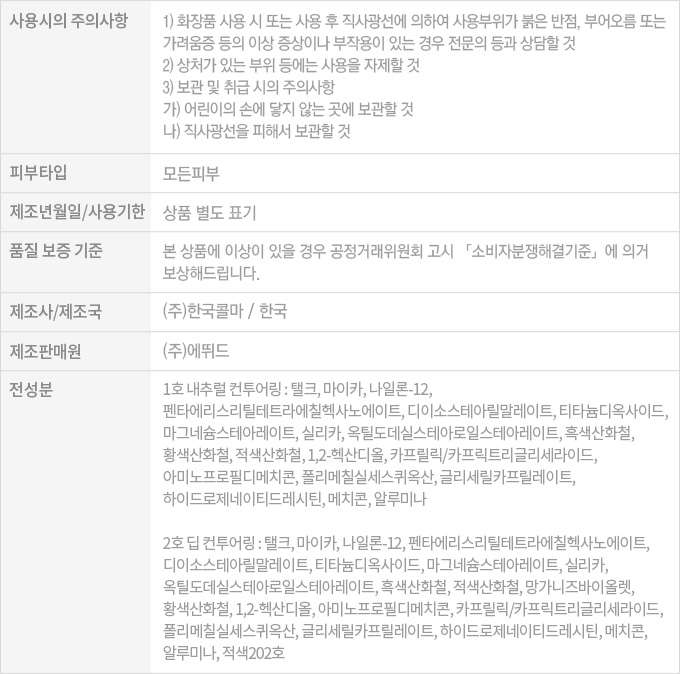 사용시의 주의사항
1) 화장품 사용 시 또는 사용 후 직사광선에 의하여 사용부위가 붉은 반점, 부어오름 또는
가려움증 등의 이상 증상이나 부작용이 있는 경우 전문의 등과 상담할 것
2) 상처가 있는 부위 등에는 사용을 자제할 것
3) 보관 및 취급 시의 주의사항
가) 어린이의 손에 닿지 않는 곳에 보관할 것
나) 직사광선을 피해서 보관할 것
피부타입
모든피부
제조년월일/사용기한
상품 별도 표기
품질 보증 기준
본 상품에 이상이 있을 경우 공정거래위원회 고시 「소비자분쟁해결기준」에 의거
보상해드립니다.
제조사/제조국
(주)한국콜마 / 한국
제조판매원
(주)에뛰드
전성분
1호 내추럴 컨투어링 : 탤크, 마이카, 나일론-12,
펜타에리스리틸테트라에칠헥사노에이트, 디이소스테아릴말레이트, 티타늄디옥사이드,
마그네슘스테아레이트, 실리카, 옥틸도데실스테아로일스테아레이트, 흑색산화철,
황색산화철, 적색산화철, 1,2-헥산디올, 카프릴릭/카프릭트리글리세라이드,
아미노프로필디메치콘, 폴리메칠실세스퀴옥산, 글리세릴카프릴레이트,
하이드로제네이티드레시틴, 메치콘, 알루미나
2호 딥 컨투어링 : 탤크, 마이카, 나일론-12, 펜타에리스리틸테트라에칠헥사노에이트,
디이소스테아릴말레이트, 티타늄디옥사이드, 마그네슘스테아레이트, 실리카,
옥틸도데실스테아로일스테아레이트, 흑색산화철, 적색산화철, 망가니즈바이올렛,
황색산화철, 1,2-헥산디올, 아미노프로필디메치콘, 카프릴릭/카프릭트리글리세라이드,
폴리메칠실세스퀴옥산, 글리세릴카프릴레이트, 하이드로제네이티드레시틴, 메치콘,
알루미나, 적색202호